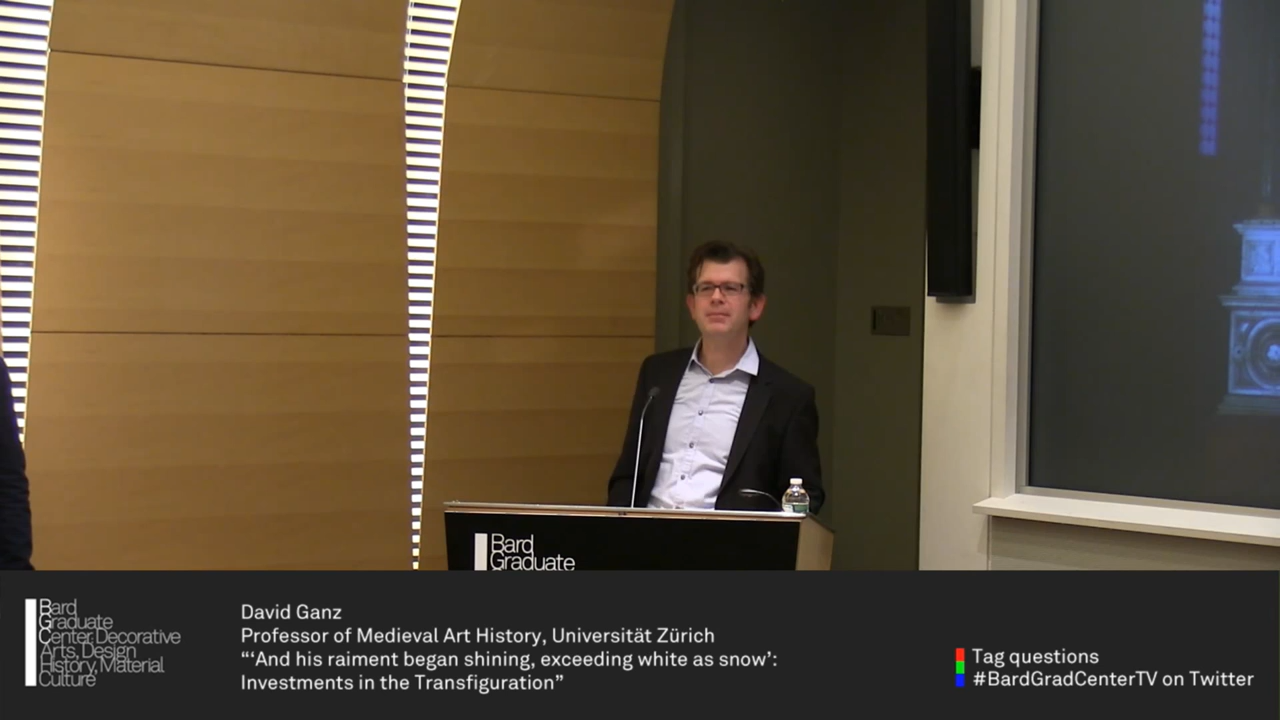 Bard
Graduate
Bard
Graduate
Center Decorative
Arts, Design
History, Material
Culture
David Ganz
Professor of Medieval Art History, Universität Zürich
“‘And his raiment began shining, exceeding white as snow’:
Investments in the Transfiguration”
Tag questions
#BardGradCenterTV on Twitter